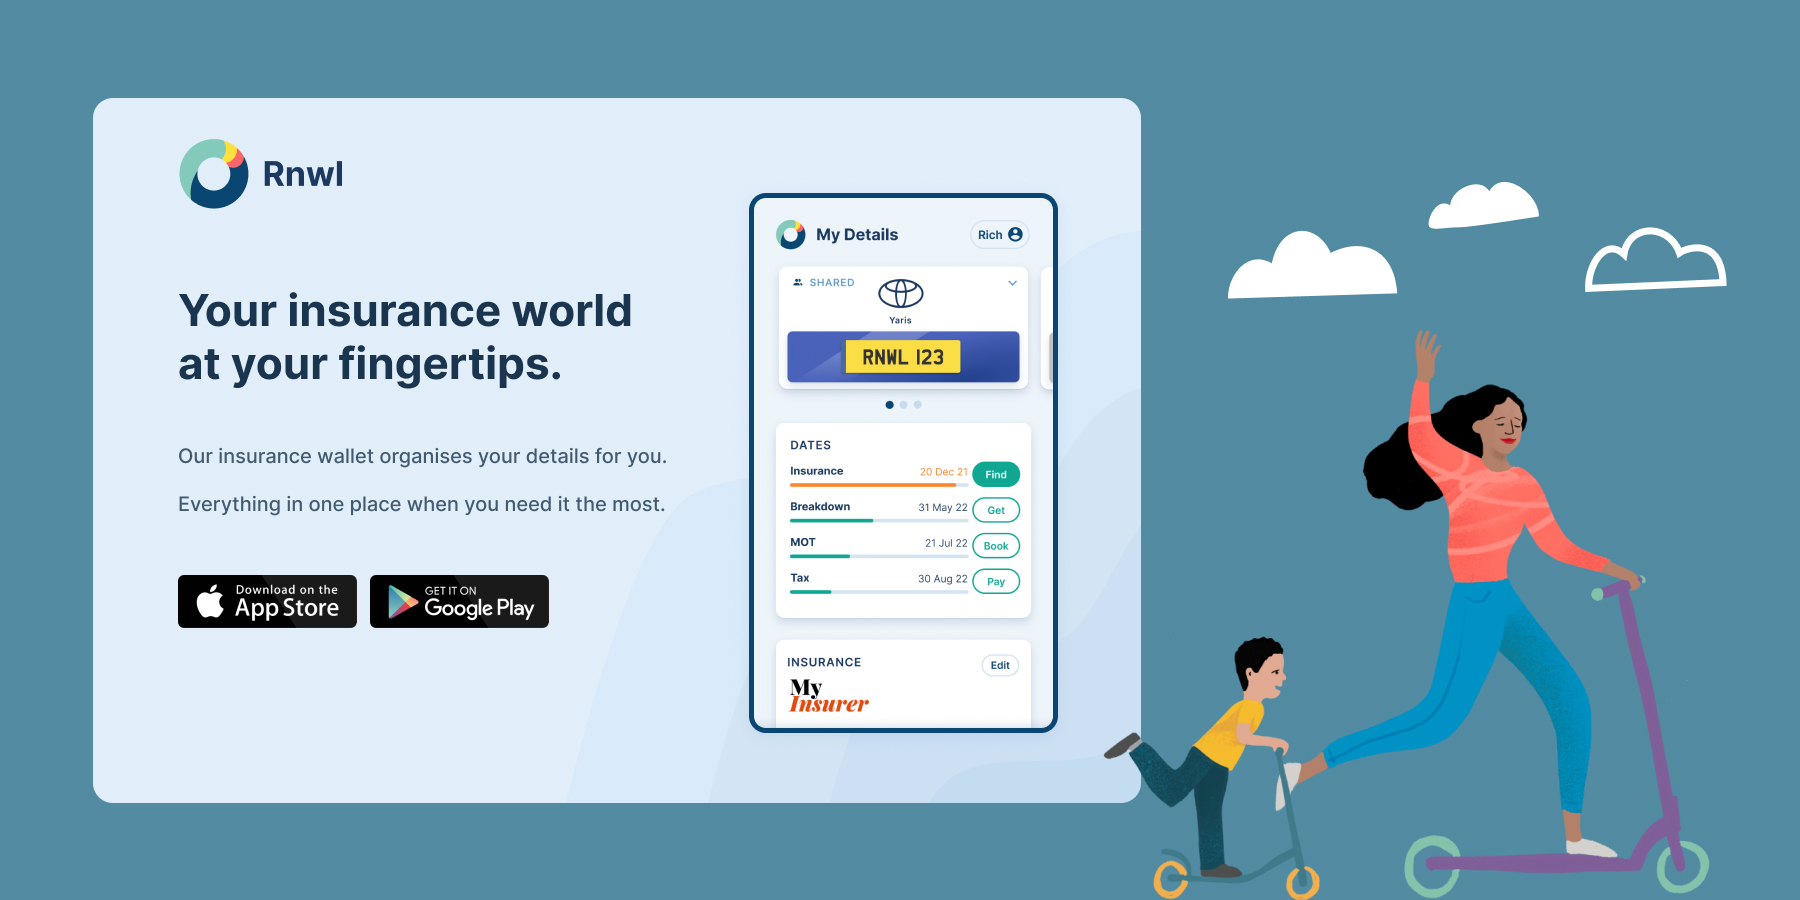 Rnwl
Your insurance world
at your fingertips.
Our insurance wallet organises your details for you.
Everything in one place when you need it the most.
Download on the
App Store
GET IT ON
Google Play
My Details
Rich
SHARED
Yaris
RNWL 123
DATES
Insurance 20 Dec 21 Find
Breakdown 31 May 22 Get
MOT 21 Jul 22 Book
Tax 30 Aug 22 Pay
INSURANCE Edit
My
Insurer